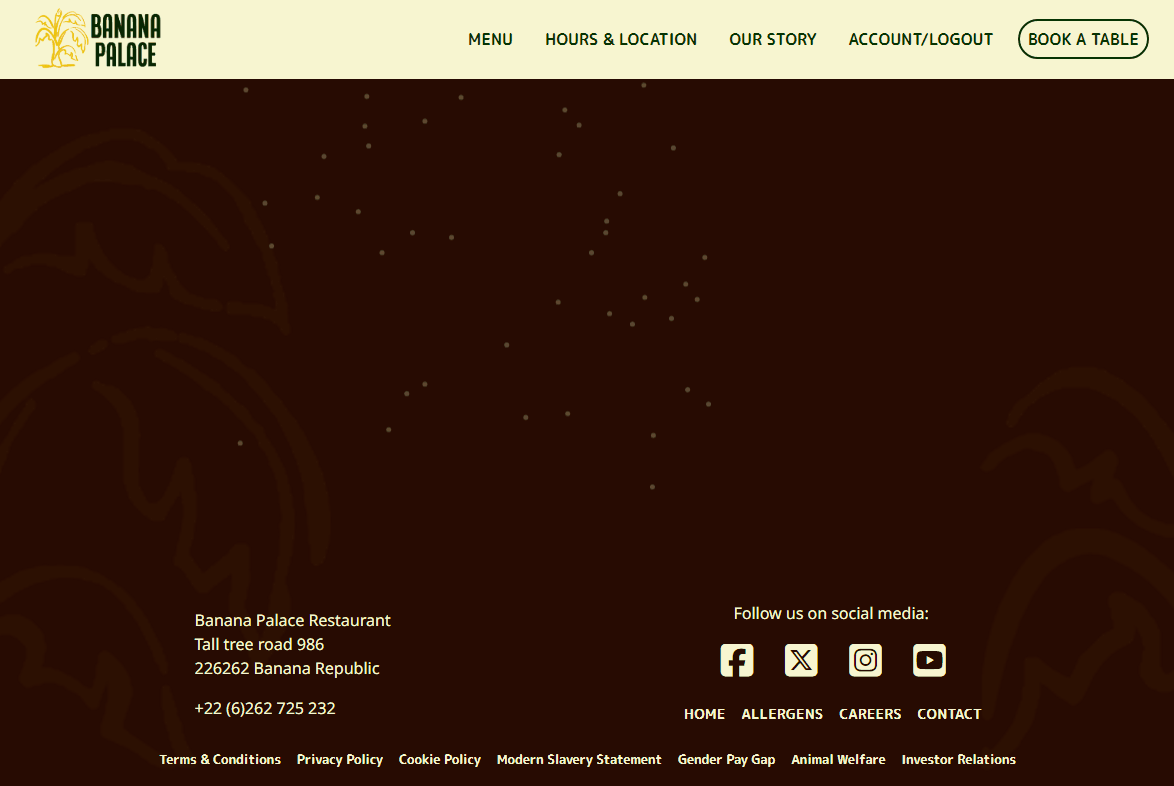 BANANA
PALACE
MENU
HOURS & LOCATION
OUR STORY
ACCOUNT/LOGOUT
BOOK A TABLE
Banana Palace Restaurant
Tall tree road 986
226262 Banana Republic
+22 (6)262 725 232
Follow us on social media:
HOME
ALLERGENS
CAREERS
CONTACT
Terms & Conditions
Privacy Policy
Cookie Policy
Modern Slavery Statement
Gender Pay Gap
Animal Welfare
Investor Relations